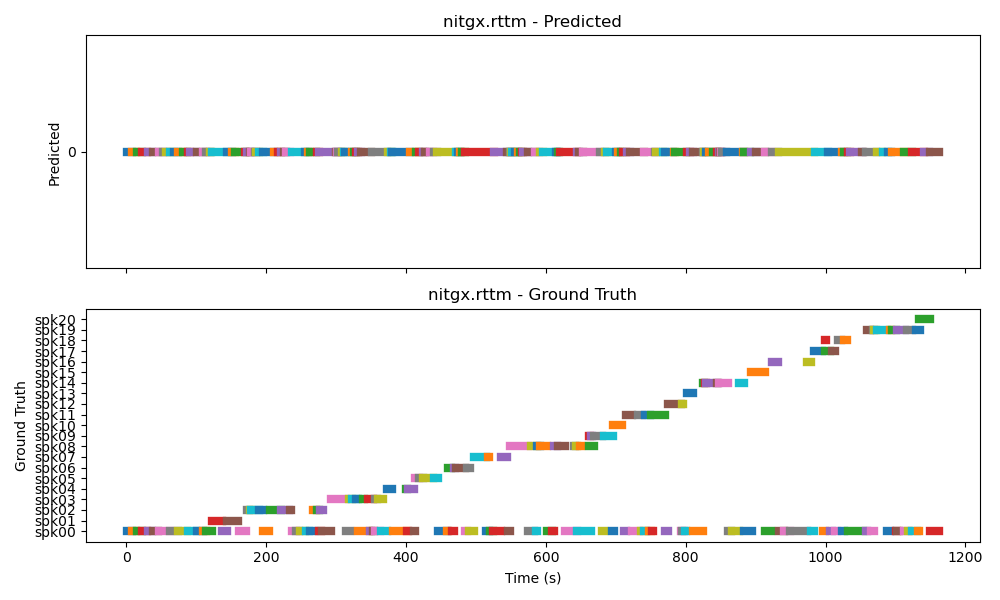 nitgx.rttm - Predicted
Predicted
0
nitgx.rttm - Ground Truth
Ground Truth
spk20
spk19
spk18
spk17
spk16
spk15
spk14
spk13
spk12
spk11
spk10
spk09
spk08
spk07
spk06
spk05
spk04
spk03
spk02
spk01
spk00
0 200 400 600 800 1000 1200
Time (s)